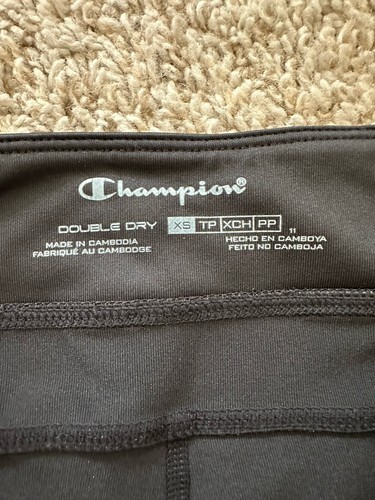 Champion®
DOUBLE DRY XS TP XCH PP 11
MADE IN CAMBODIA HECHO EN CAMBOYA
FABRIQUÉ AU CAMBODGE FEITO NO CAMBOJA